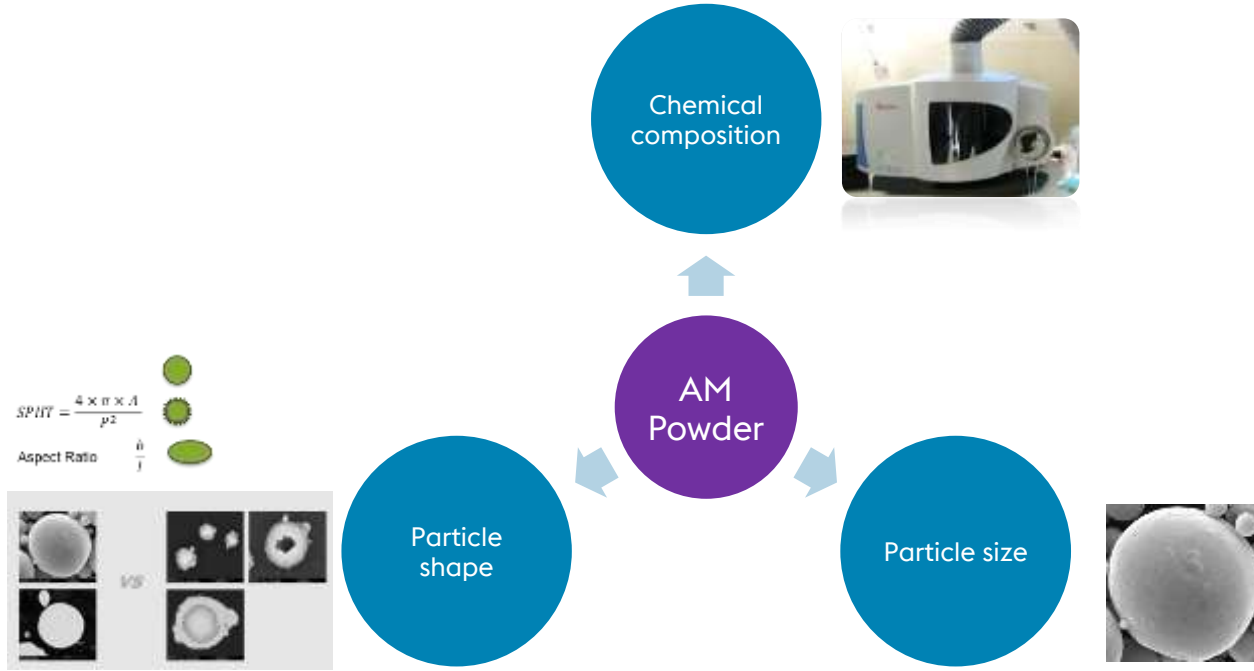 Chemical
composition
AM
Powder
SPHT = 4 × π × A / P²
Aspect Ratio b / l
Particle
shape
VS
Particle size